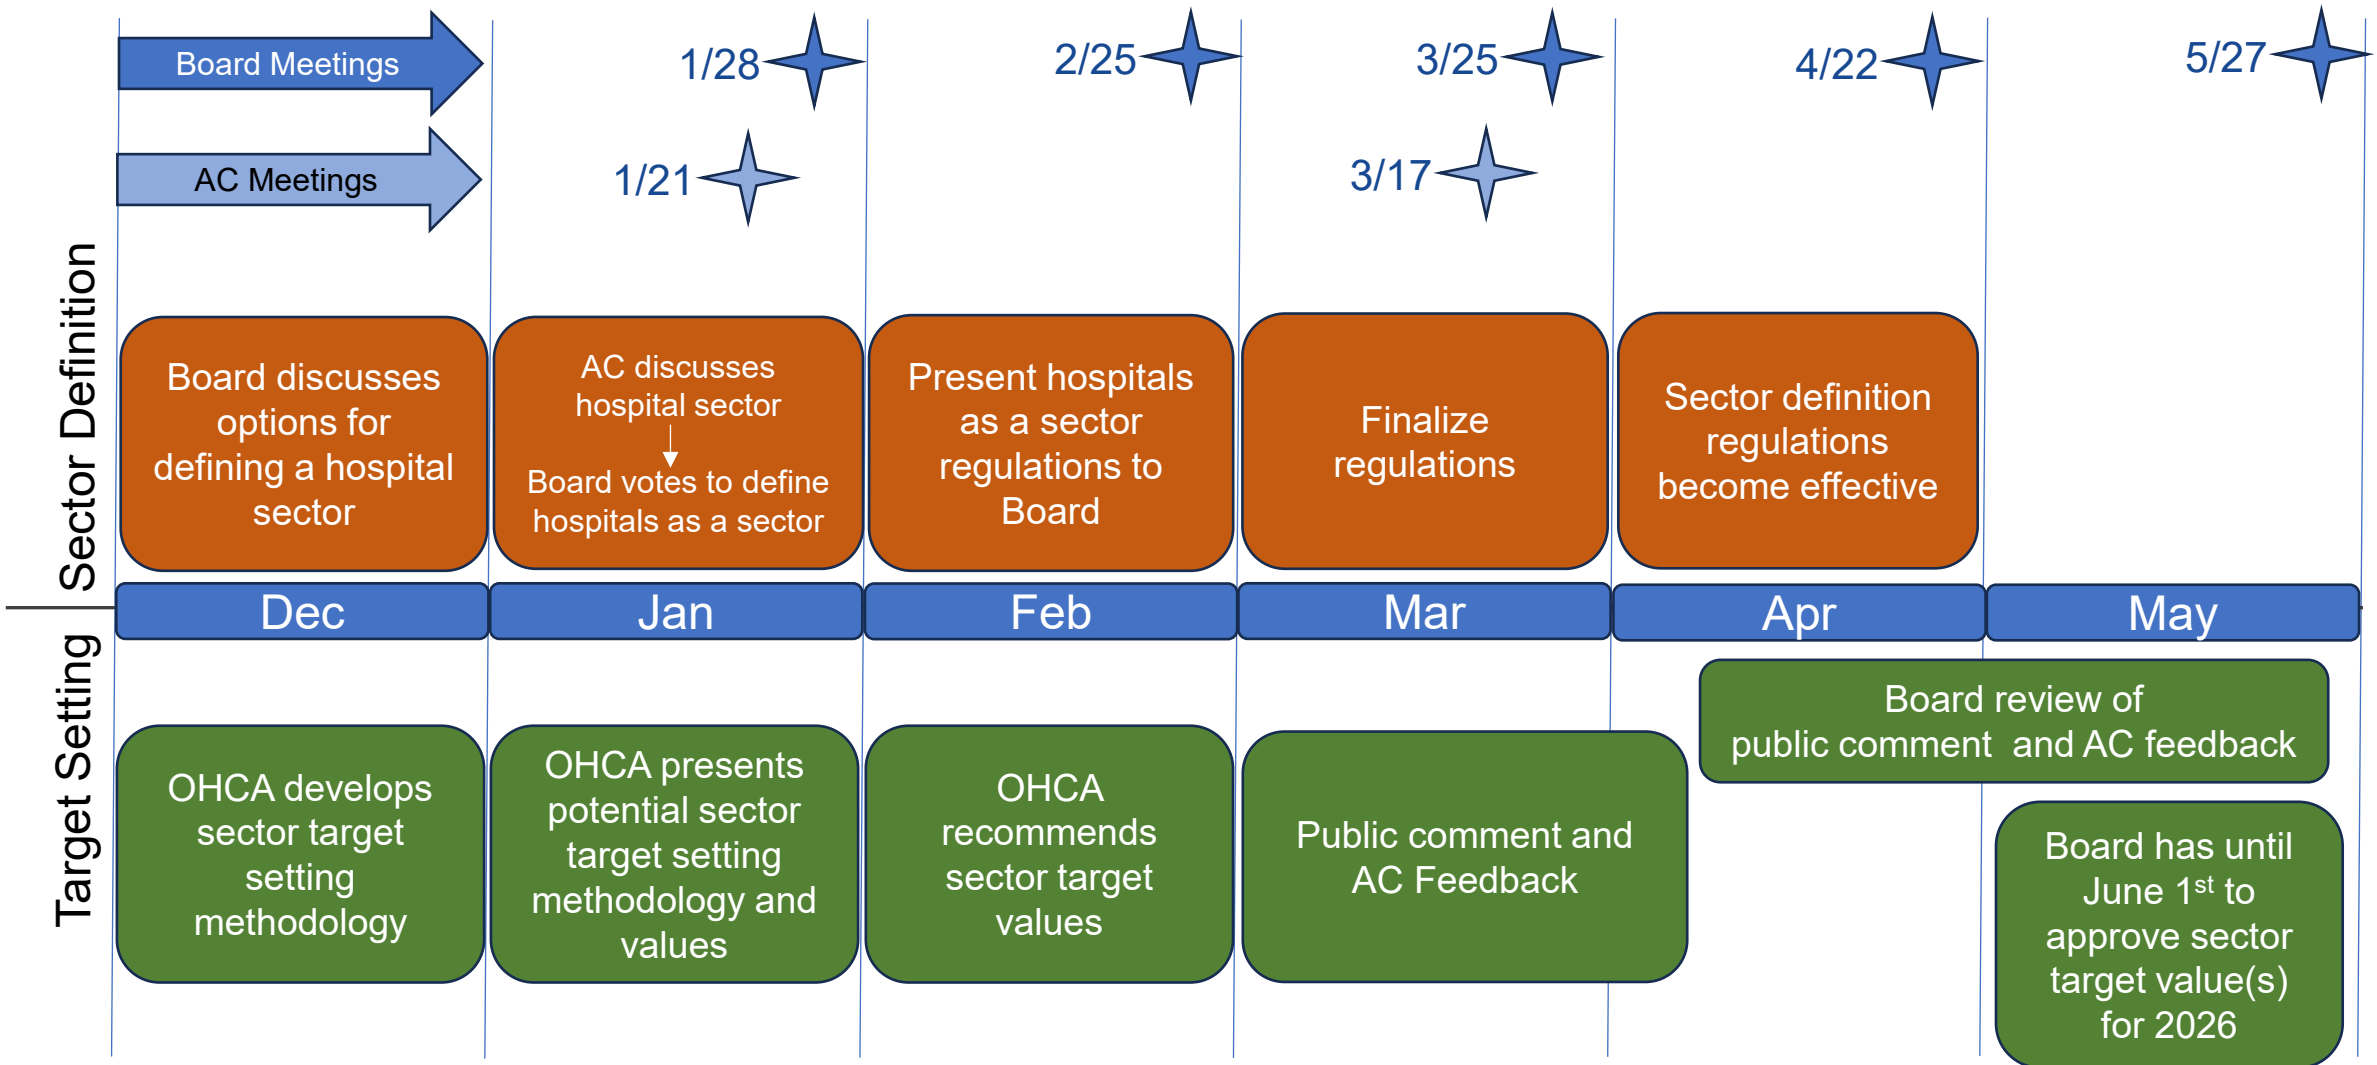 Board Meetings
1/28
2/25
3/25
4/22
5/27
AC Meetings
1/21
3/17
Sector Definition
Board discusses
options for
defining a hospital
sector
AC discusses
hospital sector
Board votes to define
hospitals as a sector
Present hospitals
as a sector
regulations to
Board
Finalize
regulations
Sector definition
regulations
become effective
Dec
Jan
Feb
Mar
Apr
May
Target Setting
OHCA develops
sector target
setting
methodology
OHCA presents
potential sector
target setting
methodology and
values
OHCA
recommends
sector target
values
Public comment and
AC Feedback
Board review of
public comment  and AC feedback
Board has until
June 1st to
approve sector
target value(s)
for 2026